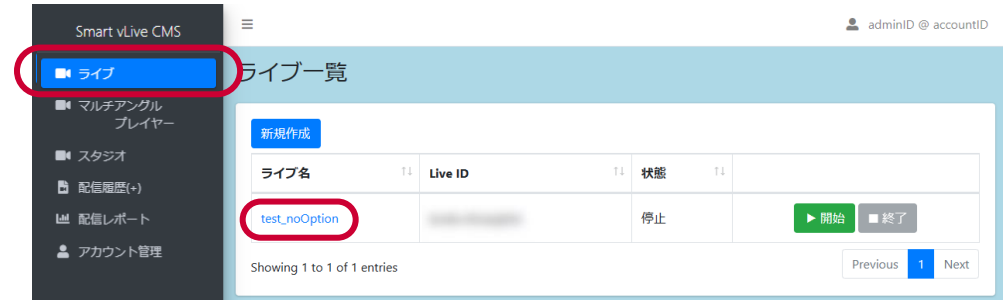 Smart vLive CMS
adminID @ accountID
ライブ
マルチアングル
プレイヤー
スタジオ
配信履歴(+)
配信レポート
アカウント管理
ライブ一覧
新規作成
ライブ名 Live ID 状態
test_noOption 停止 開始 終了
Showing 1 to 1 of 1 entries
Previous 1 Next